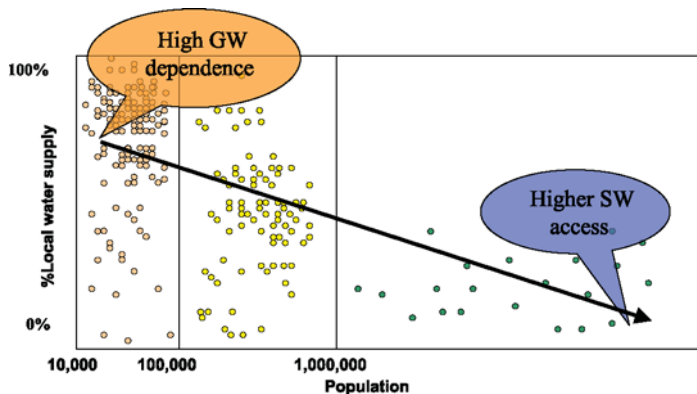 High GW
dependence
100%
%Local water supply
Higher SW
access
0%
10,000
100,000
1,000,000
Population